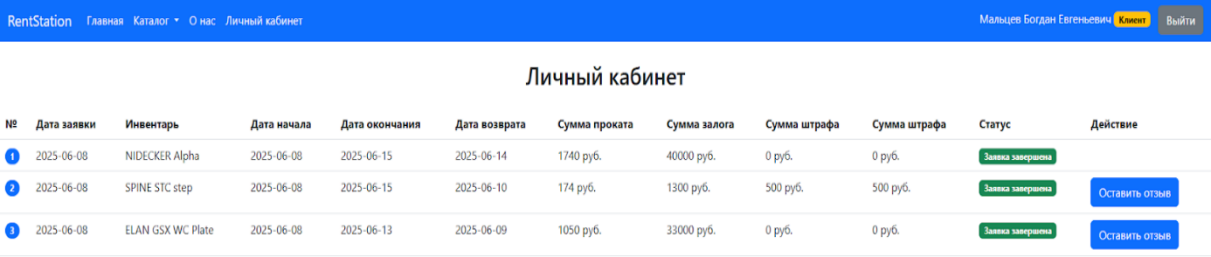 RentStation Главная Каталог О нас Личный кабинет Мальцев Богдан Евгеньевич Клиент Выйти
Личный кабинет
№ Дата заявки Инвентарь Дата начала Дата окончания Дата возврата Сумма проката Сумма залога Сумма штрафа Сумма штрафа Статус Действие
1 2025-06-08 NIDECKER Alpha 2025-06-08 2025-06-15 2025-06-14 1740 руб. 40000 руб. 0 руб. 0 руб. Заявка завершена
2 2025-06-08 SPINE STC step 2025-06-08 2025-06-15 2025-06-10 174 руб. 1300 руб. 500 руб. 500 руб. Заявка завершена Оставить отзыв
3 2025-06-08 ELAN GSX WC Plate 2025-06-08 2025-06-13 2025-06-09 1050 руб. 33000 руб. 0 руб. 0 руб. Заявка завершена Оставить отзыв